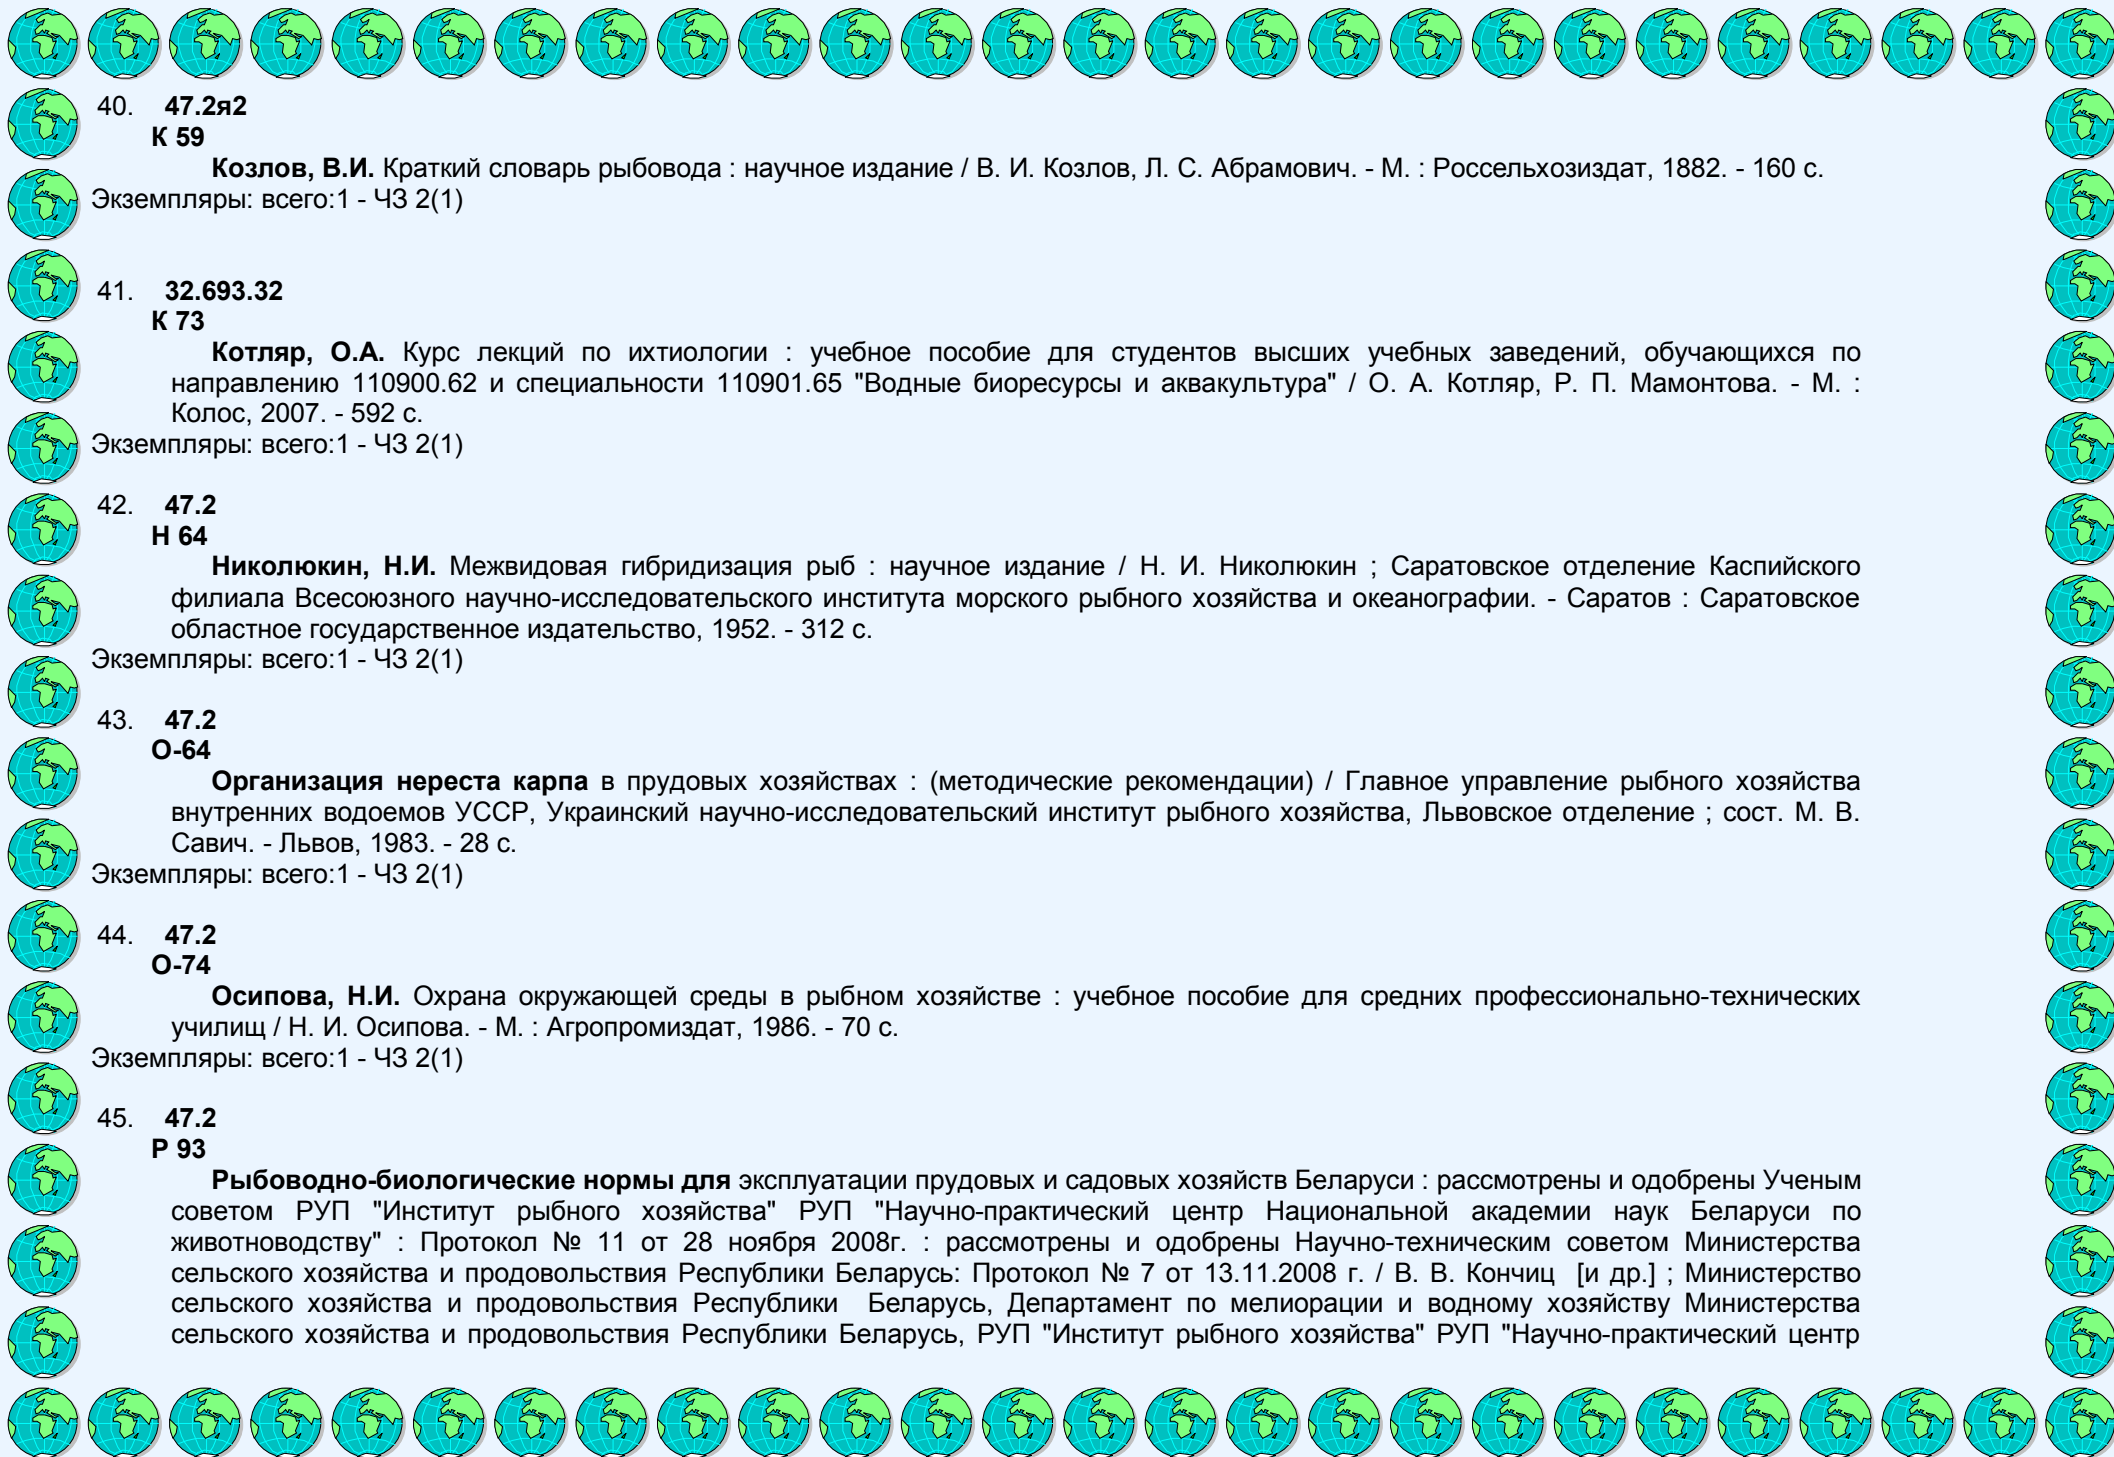 40. 47.2я2
К 59
Козлов, В.И. Краткий словарь рыбовода : научное издание / В. И. Козлов, Л. С. Абрамович. - М. : Россельхозиздат, 1882. - 160 с.
Экземпляры: всего:1 - ЧЗ 2(1)
41. 32.693.32
К 73
Котляр, О.А. Курс лекций по ихтиологии : учебное пособие для студентов высших учебных заведений, обучающихся по
направлению 110900.62 и специальности 110901.65 "Водные биоресурсы и аквакультура" / О. А. Котляр, Р. П. Мамонтова. - М. :
Колос, 2007. - 592 с.
Экземпляры: всего:1 - ЧЗ 2(1)
42. 47.2
Н 64
Николюкин, Н.И. Межвидовая гибридизация рыб : научное издание / Н. И. Николюкин ; Саратовское отделение Каспийского
филиала Всесоюзного научно-исследовательского института морского рыбного хозяйства и океанографии. - Саратов : Саратовское
областное государственное издательство, 1952. - 312 с.
Экземпляры: всего:1 - ЧЗ 2(1)
43. 47.2
О-64
Организация нереста карпа в прудовых хозяйствах : (методические рекомендации) / Главное управление рыбного хозяйства
внутренних водоемов УССР, Украинский научно-исследовательский институт рыбного хозяйства, Львовское отделение ; сост. М. В.
Савич. - Львов, 1983. - 28 с.
Экземпляры: всего:1 - ЧЗ 2(1)
44. 47.2
О-74
Осипова, Н.И. Охрана окружающей среды в рыбном хозяйстве : учебное пособие для средних профессионально-технических
училищ / Н. И. Осипова. - М. : Агропромиздат, 1986. - 70 с.
Экземпляры: всего:1 - ЧЗ 2(1)
45. 47.2
Р 93
Рыбоводно-биологические нормы для эксплуатации прудовых и садовых хозяйств Беларуси : рассмотрены и одобрены Ученым
советом РУП "Институт рыбного хозяйства" РУП "Научно-практический центр Национальной академии наук Беларуси по
животноводству" : Протокол № 11 от 28 ноября 2008г. : рассмотрены и одобрены Научно-техническим советом Министерства
сельского хозяйства и продовольствия Республики Беларусь: Протокол № 7 от 13.11.2008 г. / В. В. Кончиц [и др.] ; Министерство
сельского хозяйства и продовольствия Республики Беларусь, Департамент по мелиорации и водному хозяйству Министерства
сельского хозяйства и продовольствия Республики Беларусь, РУП "Институт рыбного хозяйства" РУП "Научно-практический центр